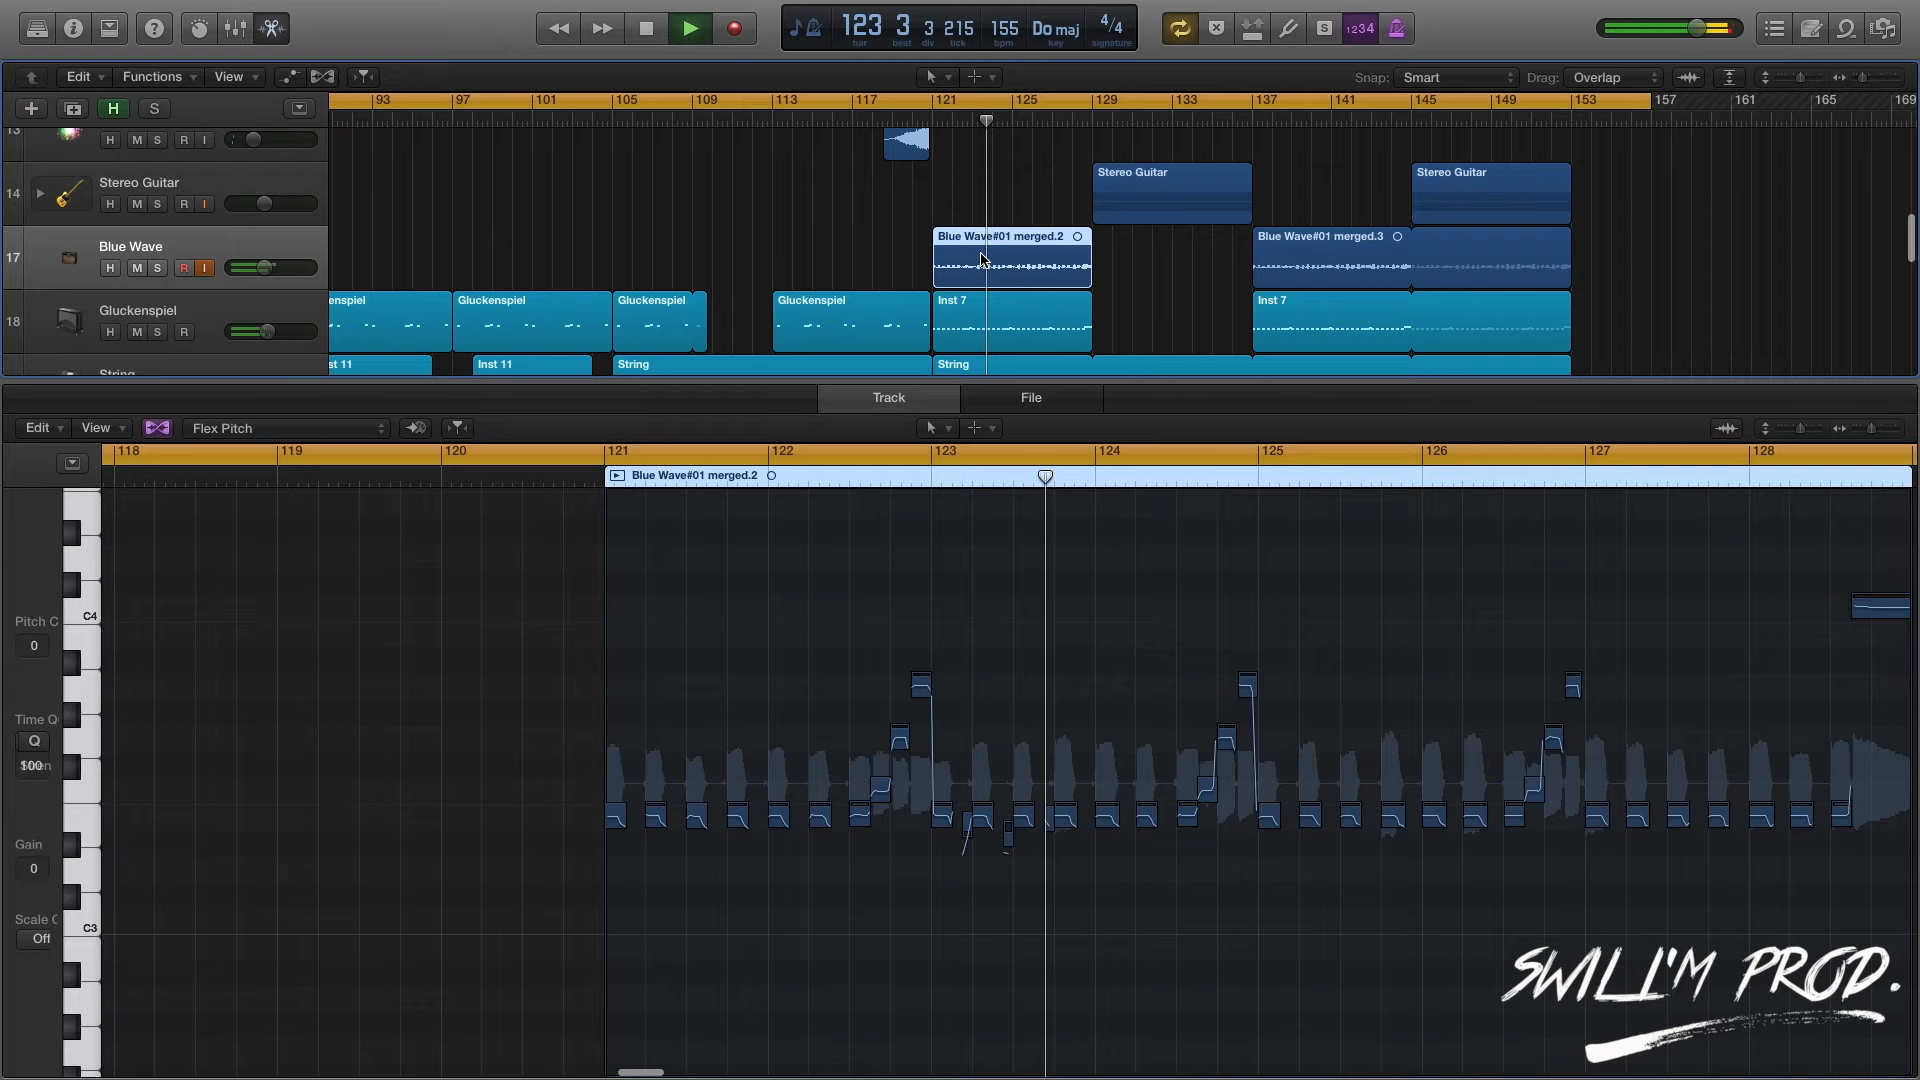 123 3 3 215 155 Do maj 4/4
bar beat div tick bpm key signature
S 1234
Edit Functions View Snap: Smart Drag: Overlap
H S
93 97 101 105 109 113 117 121 125 129 133 137 141 145 149 153 157 161 165 169
13 H M S R I
14 Stereo Guitar Stereo Guitar Stereo Guitar
H M S R I
17 Blue Wave Blue Wave#01 merged.2 Blue Wave#01 merged.3
H M S R I
18 Gluckenspiel enspiel Gluckenspiel Gluckenspiel Gluckenspiel Inst 7 Inst 7
H M S R
String st 11 Inst 11 String String
Track File
Edit View Flex Pitch
118 119 120 121 122 123 124 125 126 127 128
Blue Wave#01 merged.2
C4
Pitch C
0
Time Q
Q
100
Gain
0
Scale C
C3
Off
SWILL'M PROD.